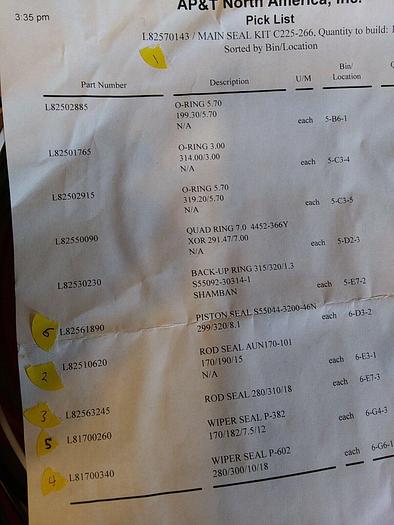 AP&T North America, Inc.
3:35 pm
Pick List
L82570143 / MAIN SEAL KIT C225-266, Quantity to build:
Sorted by Bin/Location
1
Part Number Description U/M Bin/ Location
L82502885 O-RING 5.70 each 5-B6-1
199.30/5.70
N/A
L82501765 O-RING 3.00 each 5-C3-4
314.00/3.00
N/A
L82502915 O-RING 5.70 each 5-C3-5
319.20/5.70
N/A
L82550090 QUAD RING 7.0 4452-366Y each 5-D2-3
XOR 291.47/7.00
N/A
L82530230 BACK-UP RING 315/320/1.3 each 5-E7-2
S55092-30314-1
SHAMBAN
6 L82561890 PISTON SEAL S55044-3200-46N each 6-D3-2
299/320/8.1
2 L82510620 ROD SEAL AUN170-101 each 6-E3-1
170/190/15
N/A
3 L82563245 ROD SEAL 280/310/18 each 6-E7-3
5 L81700260 WIPER SEAL P-382 each 6-G4-3
170/182/7.5/12
4 L81700340 WIPER SEAL P-602 each 6-G6-
280/300/10/18